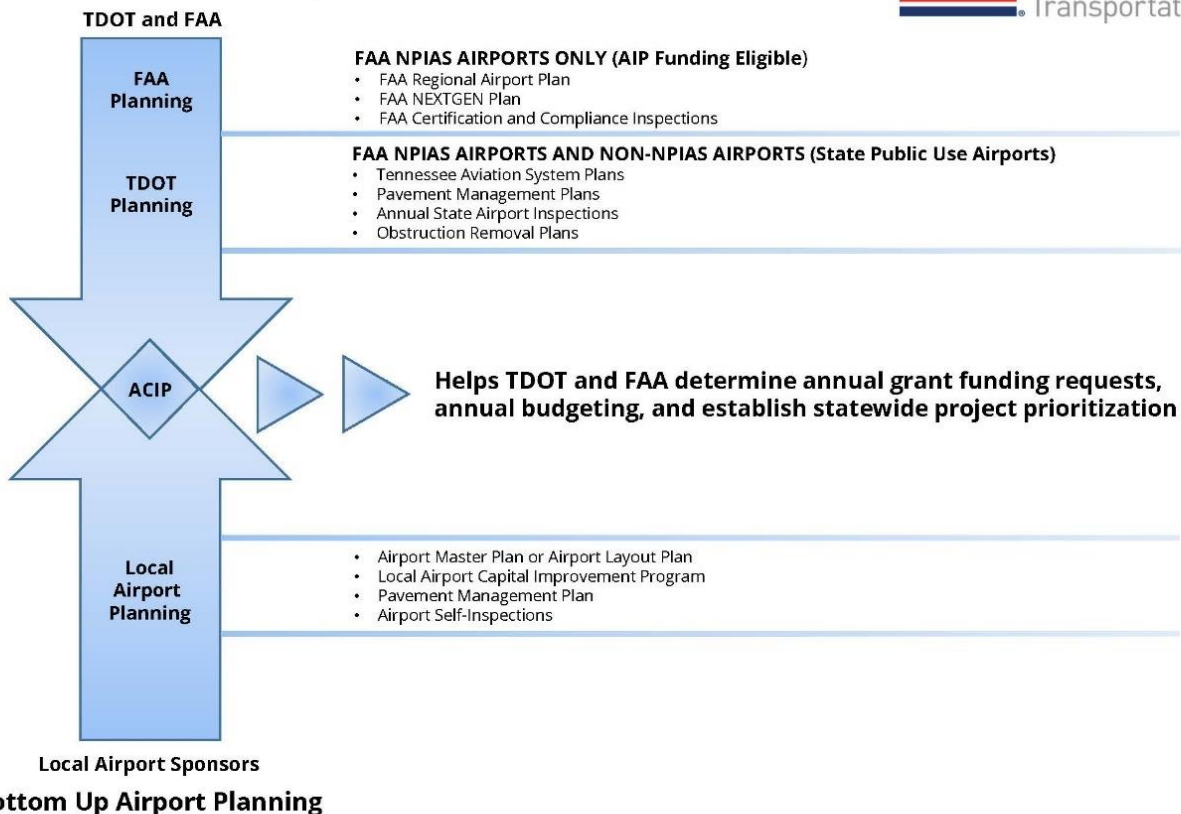 TDOT and FAA
FAA
Planning
FAA NPIAS AIRPORTS ONLY (AIP Funding Eligible)
• FAA Regional Airport Plan
• FAA NEXTGEN Plan
• FAA Certification and Compliance Inspections
TDOT
Planning
FAA NPIAS AIRPORTS AND NON-NPIAS AIRPORTS (State Public Use Airports)
• Tennessee Aviation System Plans
• Pavement Management Plans
• Annual State Airport Inspections
• Obstruction Removal Plans
ACIP
Helps TDOT and FAA determine annual grant funding requests,
annual budgeting, and establish statewide project prioritization
Local
Airport
Planning
• Airport Master Plan or Airport Layout Plan
• Local Airport Capital Improvement Program
• Pavement Management Plan
• Airport Self-Inspections
Local Airport Sponsors
Up Airport Planning